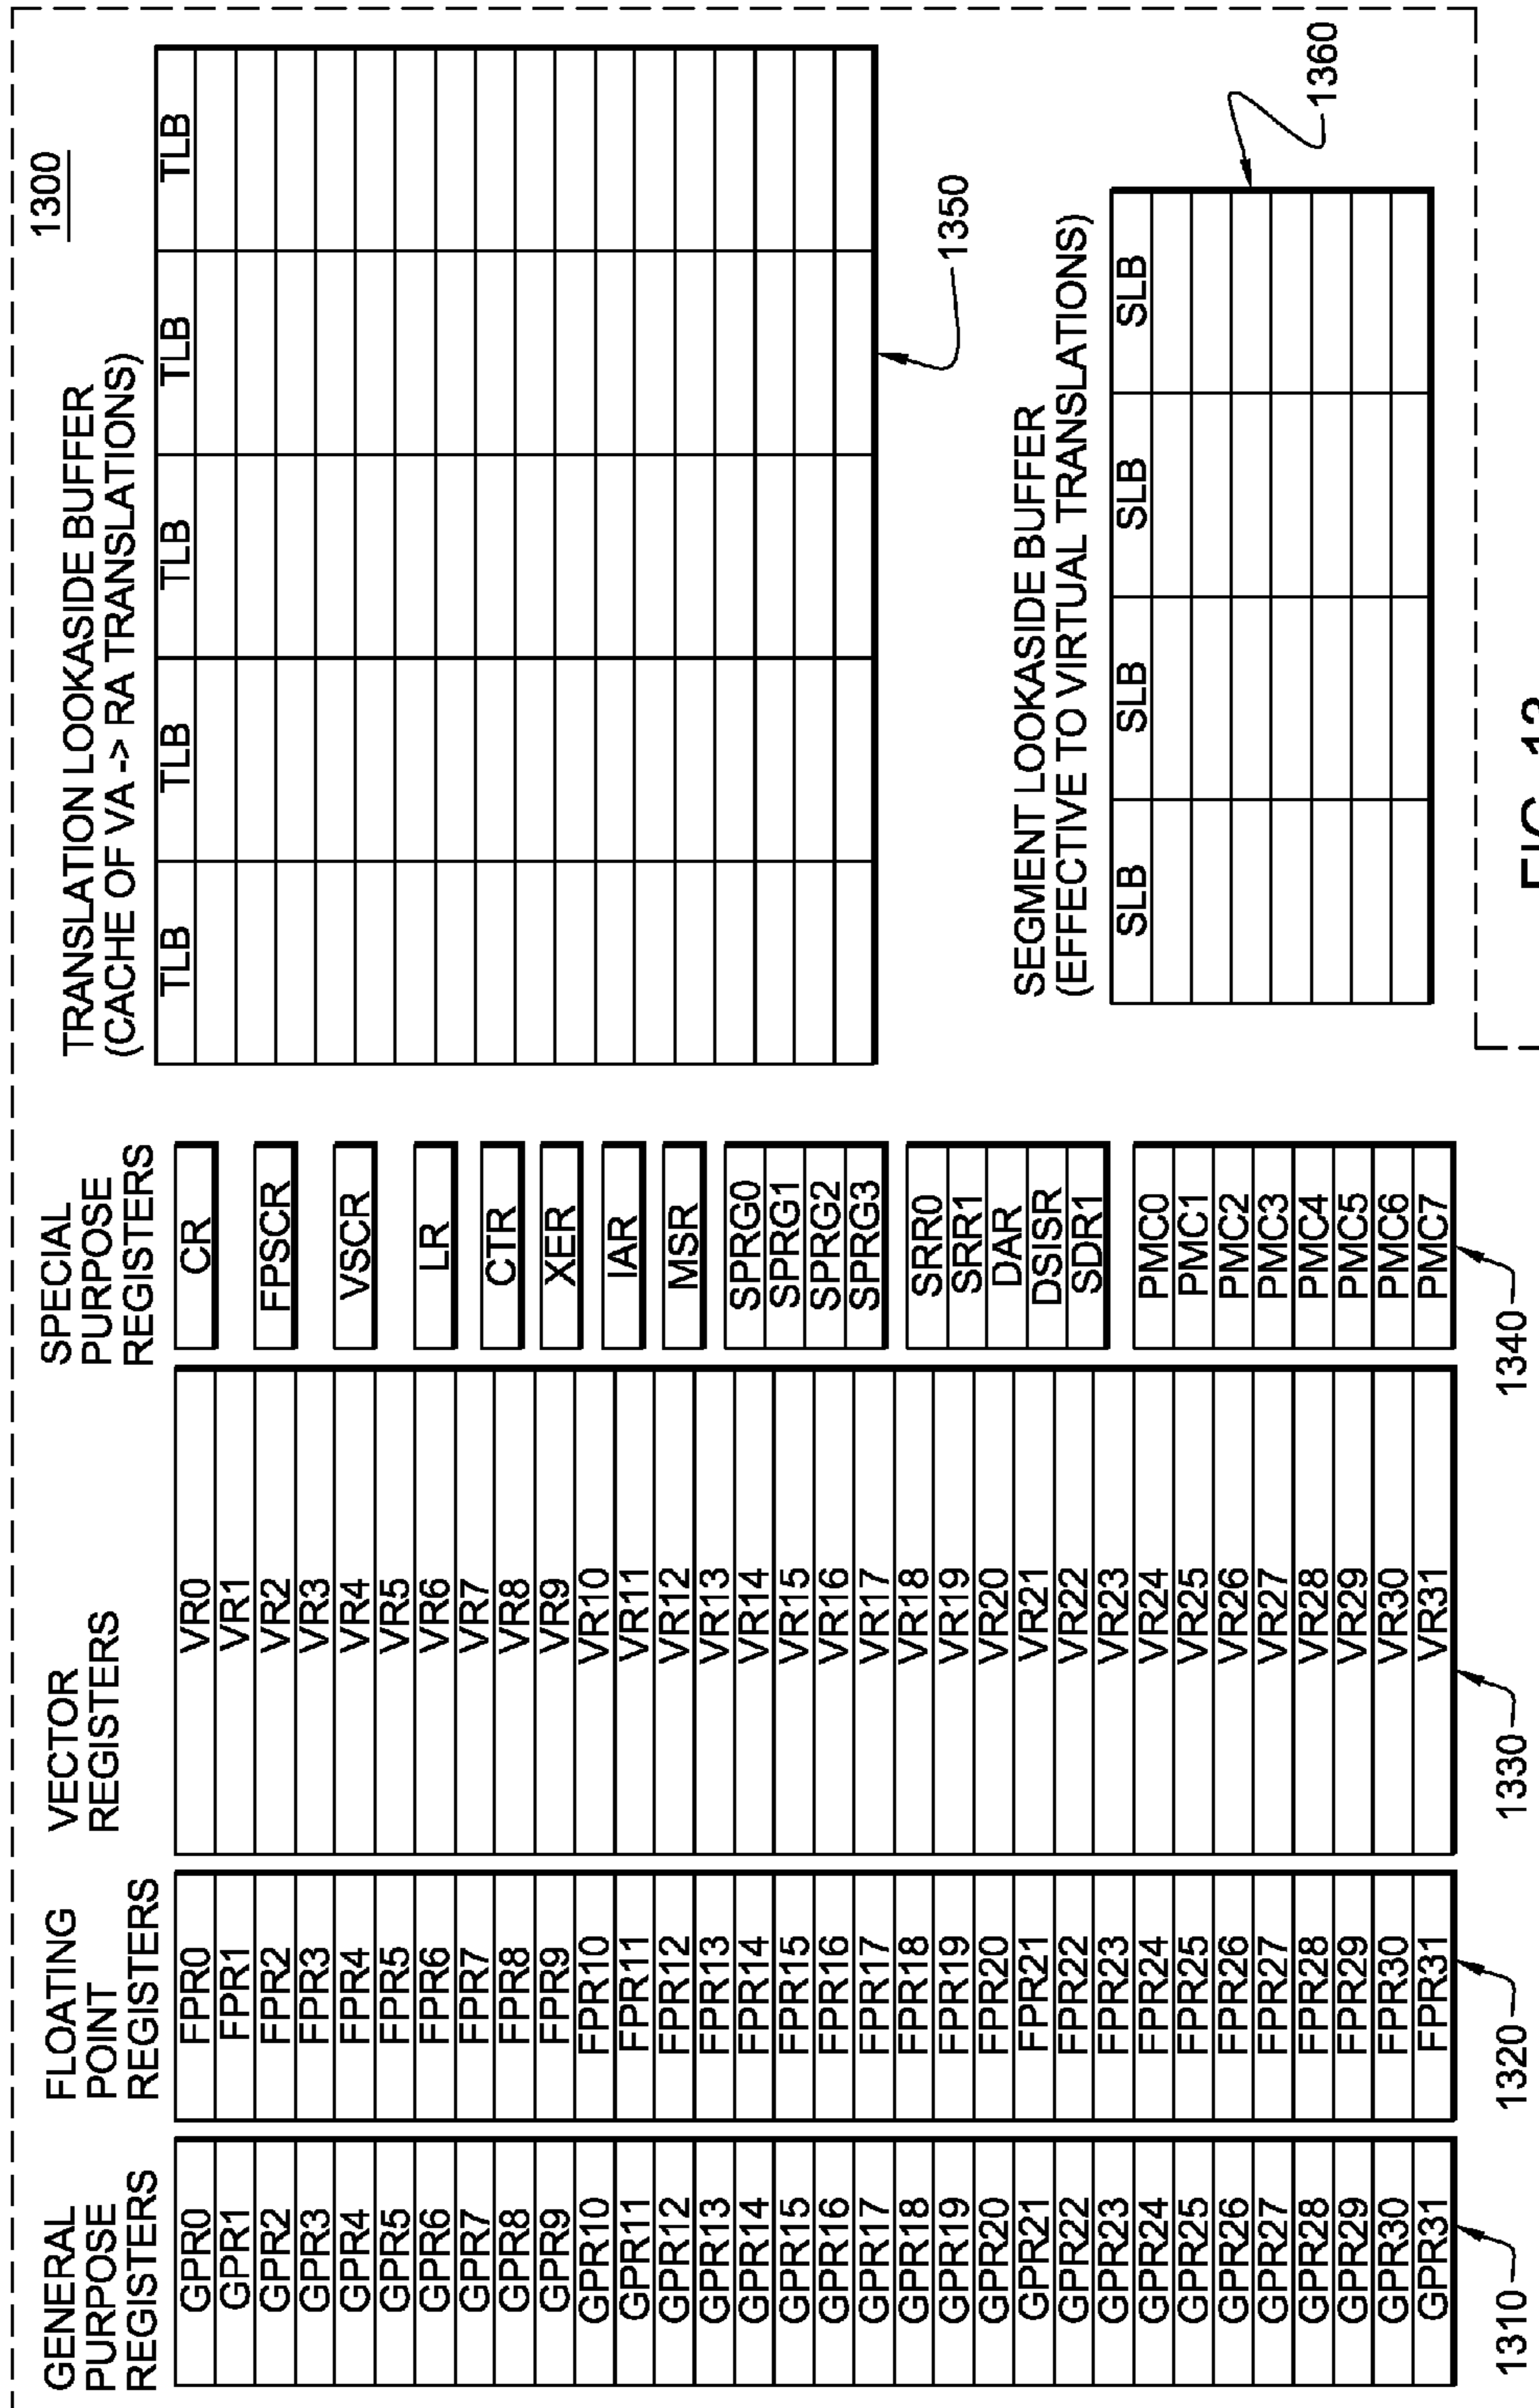 1300
GENERAL
PURPOSE
REGISTERS
GPR0
GPR1
GPR2
GPR3
GPR4
GPR5
GPR6
GPR7
GPR8
GPR9
GPR10
GPR11
GPR12
GPR13
GPR14
GPR15
GPR16
GPR17
GPR18
GPR19
GPR20
GPR21
GPR22
GPR23
GPR24
GPR25
GPR26
GPR27
GPR28
GPR29
GPR30
GPR31
1310
FLOATING
POINT
REGISTERS
FPR0
FPR1
FPR2
FPR3
FPR4
FPR5
FPR6
FPR7
FPR8
FPR9
FPR10
FPR11
FPR12
FPR13
FPR14
FPR15
FPR16
FPR17
FPR18
FPR19
FPR20
FPR21
FPR22
FPR23
FPR24
FPR25
FPR26
FPR27
FPR28
FPR29
FPR30
FPR31
1320
VECTOR
REGISTERS
VR0
VR1
VR2
VR3
VR4
VR5
VR6
VR7
VR8
VR9
VR10
VR11
VR12
VR13
VR14
VR15
VR16
VR17
VR18
VR19
VR20
VR21
VR22
VR23
VR24
VR25
VR26
VR27
VR28
VR29
VR30
VR31
1330
SPECIAL
PURPOSE
REGISTERS
CR
FPSCR
VSCR
LR
CTR
XER
IAR
MSR
SPRG0
SPRG1
SPRG2
SPRG3
SRR0
SRR1
DAR
DSISR
SDR1
PMC0
PMC1
PMC2
PMC3
PMC4
PMC5
PMC6
PMC7
1340
TRANSLATION LOOKASIDE BUFFER
(CACHE OF VA -> RA TRANSLATIONS)
TLB TLB TLB TLB TLB
1350
SEGMENT LOOKASIDE BUFFER
(EFFECTIVE TO VIRTUAL TRANSLATIONS)
SLB SLB SLB SLB
1360
FIG. 13